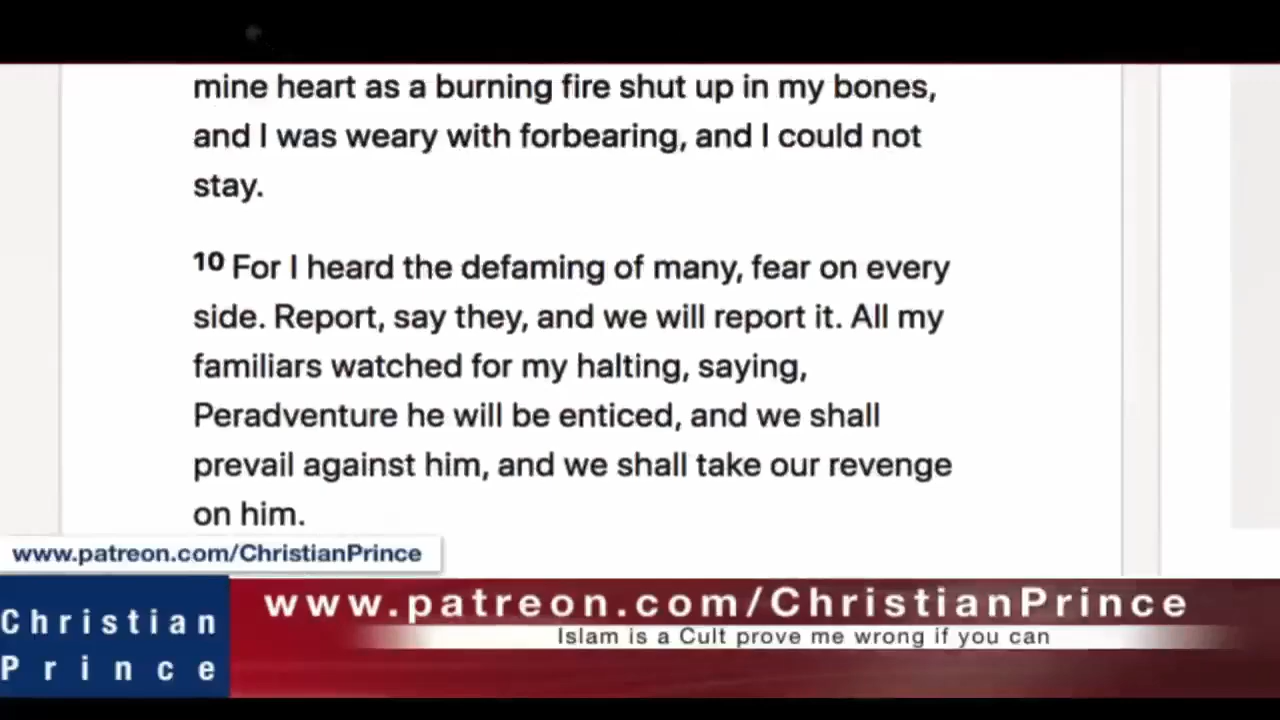 mine heart as a burning fire shut up in my bones,
and I was weary with forbearing, and I could not
stay.
10 For I heard the defaming of many, fear on every
side. Report, say they, and we will report it. All my
familiars watched for my halting, saying,
Peradventure he will be enticed, and we shall
prevail against him, and we shall take our revenge
on him.
www.patreon.com/ChristianPrince
Christian
Prince
www.patreon.com/ChristianPrince
Islam is a Cult prove me wrong if you can